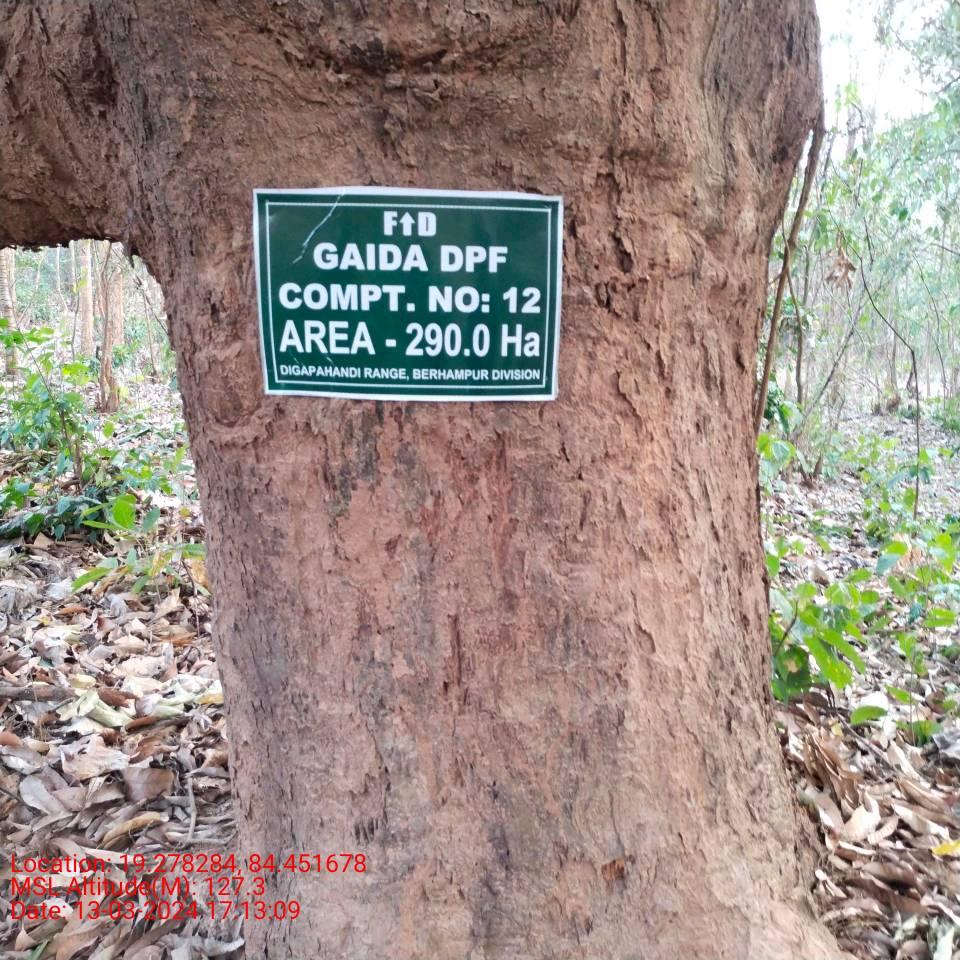 F↑D
GAIDA DPF
COMPT. NO: 12
AREA - 290.0 Ha
DIGAPAHANDI RANGE, BERHAMPUR DIVISION
Location: 19.278284, 84.451678
MSL Altitude(M): 127.3
Date: 13-03-2024 17:13:09